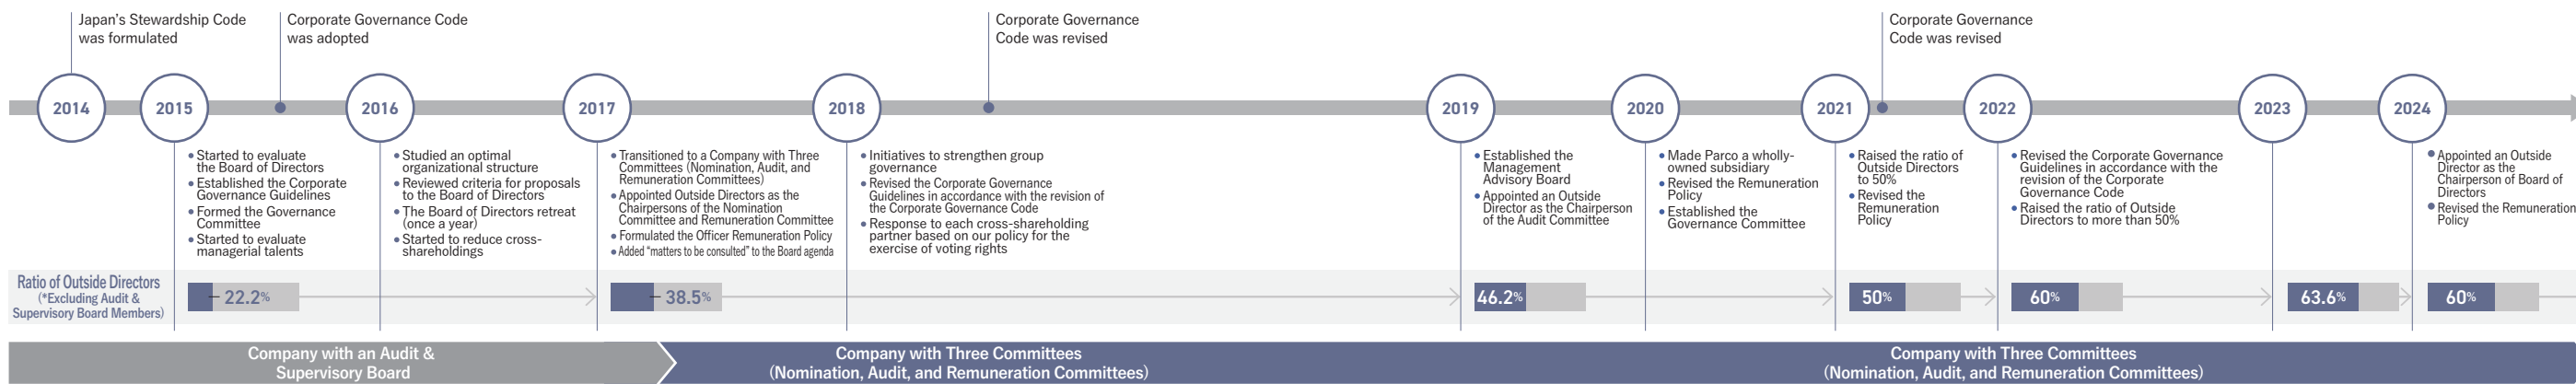 Japan's Stewardship Code
was formulated
Corporate Governance Code
was adopted
Corporate Governance
Code was revised
Corporate Governance
Code was revised
2014
2015
2016
2017
2018
2019
2020
2021
2022
2023
2024
• Started to evaluate
the Board of Directors
• Established the Corporate
Governance Guidelines
• Formed the Governance
Committee
• Started to evaluate
managerial talents
• Studied an optimal
organizational structure
• Reviewed criteria for proposals
to the Board of Directors
• The Board of Directors retreat
(once a year)
• Started to reduce cross-
shareholdings
• Transitioned to a Company with Three
Committees (Nomination, Audit, and
Remuneration Committees)
• Appointed Outside Directors as the
Chairpersons of the Nomination
Committee and Remuneration Committee
• Formulated the Officer Remuneration Policy
• Added “matters to be consulted” to the Board agenda
• Initiatives to strengthen group
governance
• Revised the Corporate Governance
Guidelines in accordance with the revision of
the Corporate Governance Code
• Response to each cross-shareholding
partner based on our policy for the
exercise of voting rights
• Established the
Management
Advisory Board
• Appointed an Outside
Director as the Chairperson
of the Audit Committee
• Made Parco a wholly-
owned subsidiary
• Revised the Remuneration
Policy
• Established the
Governance Committee
• Raised the ratio of
Outside Directors
to 50%
• Revised the
Remuneration
Policy
• Revised the Corporate Governance
Guidelines in accordance with the
revision of the Corporate
Governance Code
• Raised the ratio of Outside
Directors to more than 50%
• Appointed an Outside
Director as the
Chairperson of Board of
Directors
• Revised the Remuneration
Policy
Ratio of Outside Directors
(*Excluding Audit &
Supervisory Board Members)
22.2%
38.5%
46.2%
50%
60%
63.6%
60%
Company with an Audit &
Supervisory Board
Company with Three Committees
(Nomination, Audit, and Remuneration Committees)
Company with Three Committees
(Nomination, Audit, and Remuneration Committees)